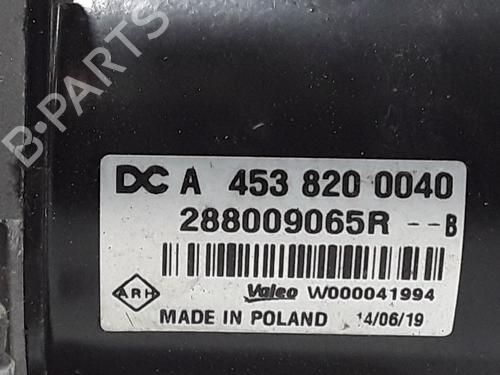 B-PARTS
DC A 453 820 0040
288009065R --B
ARH Valeo W000041994
MADE IN POLAND 14/06/19